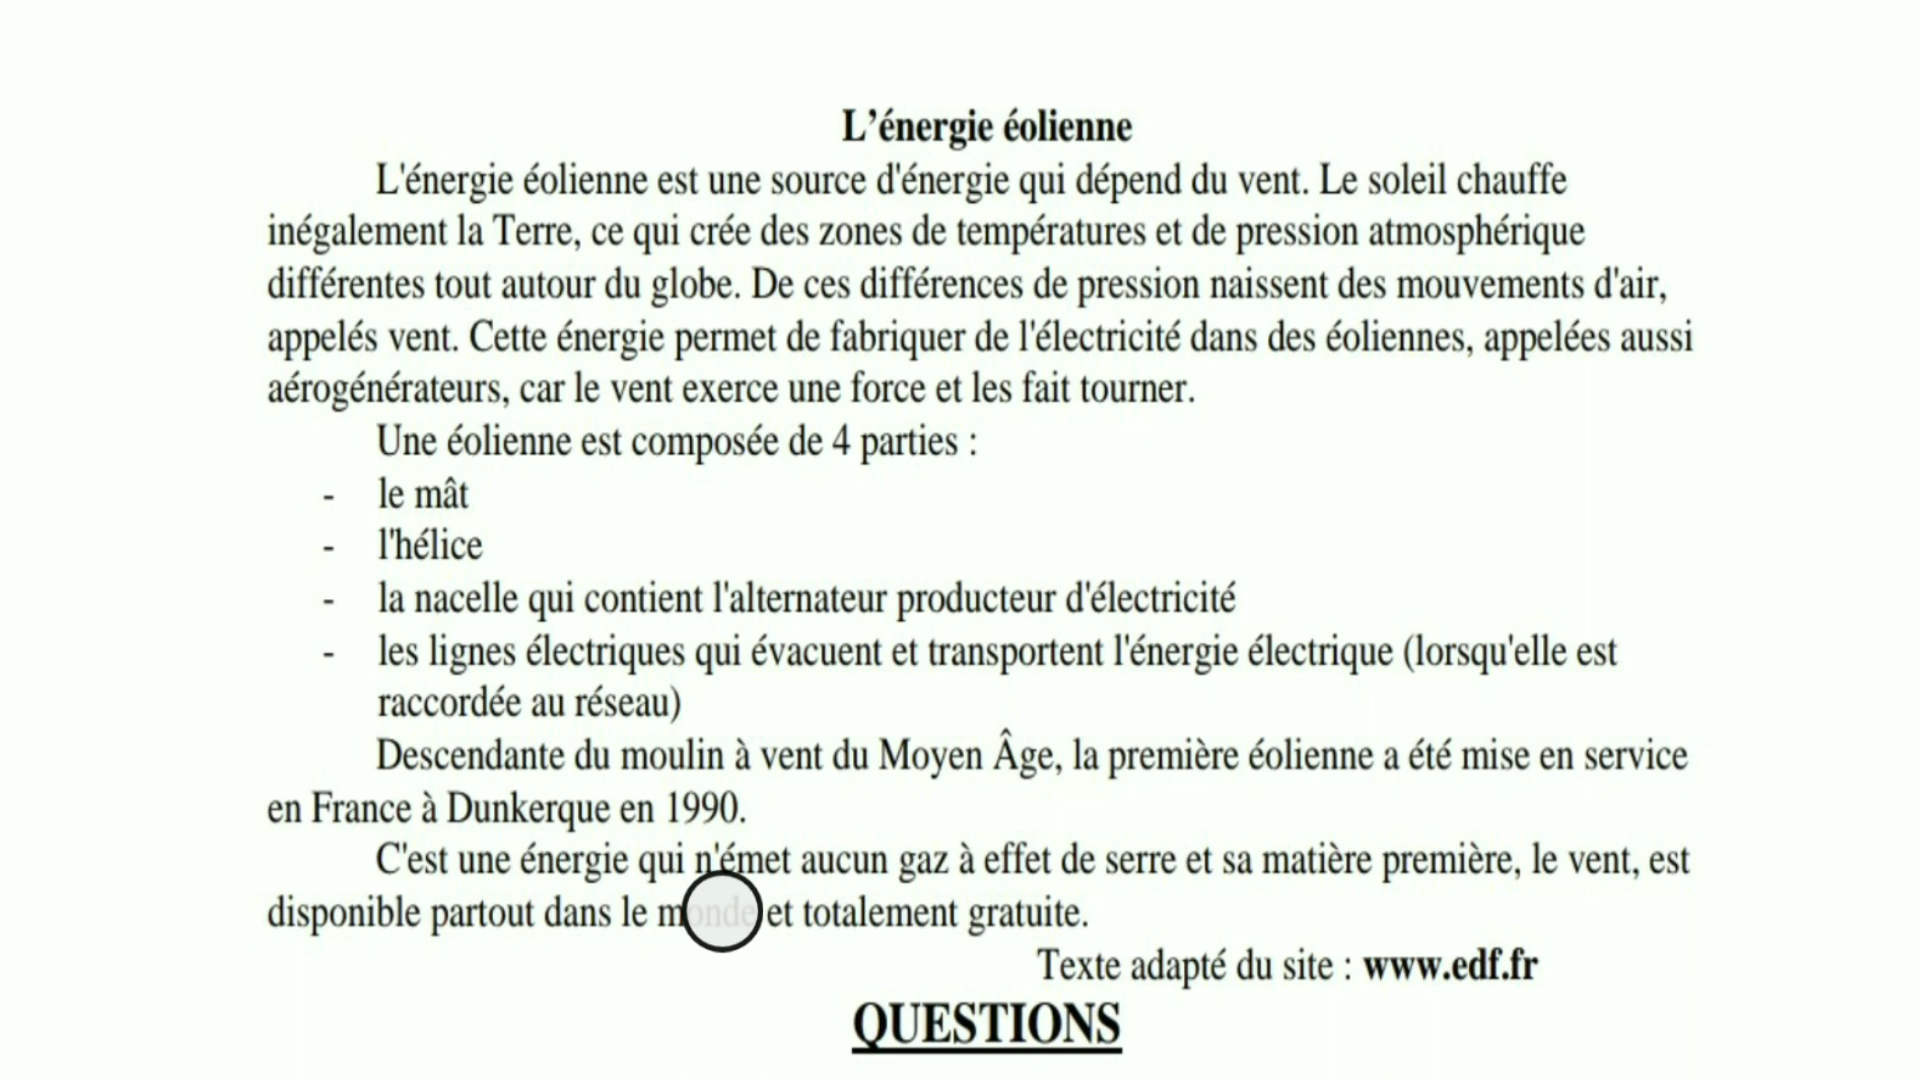 L’énergie éolienne
L'énergie éolienne est une source d'énergie qui dépend du vent. Le soleil chauffe
inégalement la Terre, ce qui crée des zones de températures et de pression atmosphérique
différentes tout autour du globe. De ces différences de pression naissent des mouvements d'air,
appelés vent. Cette énergie permet de fabriquer de l'électricité dans des éoliennes, appelées aussi
aérogénérateurs, car le vent exerce une force et les fait tourner.
Une éolienne est composée de 4 parties :
- le mât
- l'hélice
- la nacelle qui contient l'alternateur producteur d'électricité
- les lignes électriques qui évacuent et transportent l'énergie électrique (lorsqu'elle est
raccordée au réseau)
Descendante du moulin à vent du Moyen Âge, la première éolienne a été mise en service
en France à Dunkerque en 1990.
C'est une énergie qui n'émet aucun gaz à effet de serre et sa matière première, le vent, est
disponible partout dans le monde et totalement gratuite.
Texte adapté du site : www.edf.fr
QUESTIONS